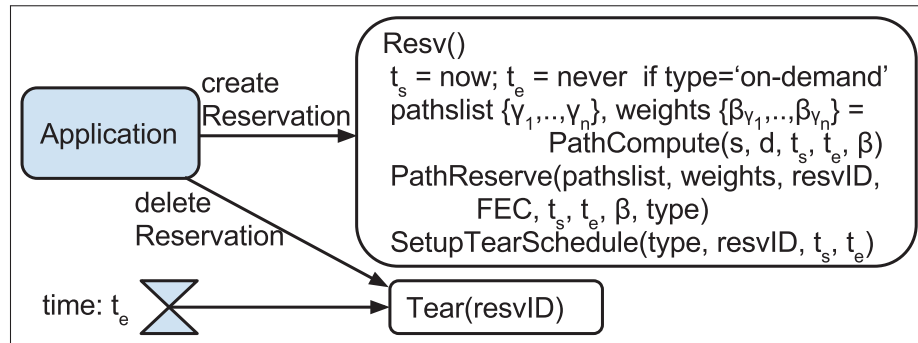 Application
create
Reservation
delete
Reservation
time: t_e
Resv()
t_s = now; t_e = never if type=‘on-demand’
pathslist {γ_1,..,γ_n}, weights {β_γ_1,..,β_γ_n} =
PathCompute(s, d, t_s, t_e, β)
PathReserve(pathslist, weights, resvID,
FEC, t_s, t_e, β, type)
SetupTearSchedule(type, resvID, t_s, t_e)
Tear(resvID)